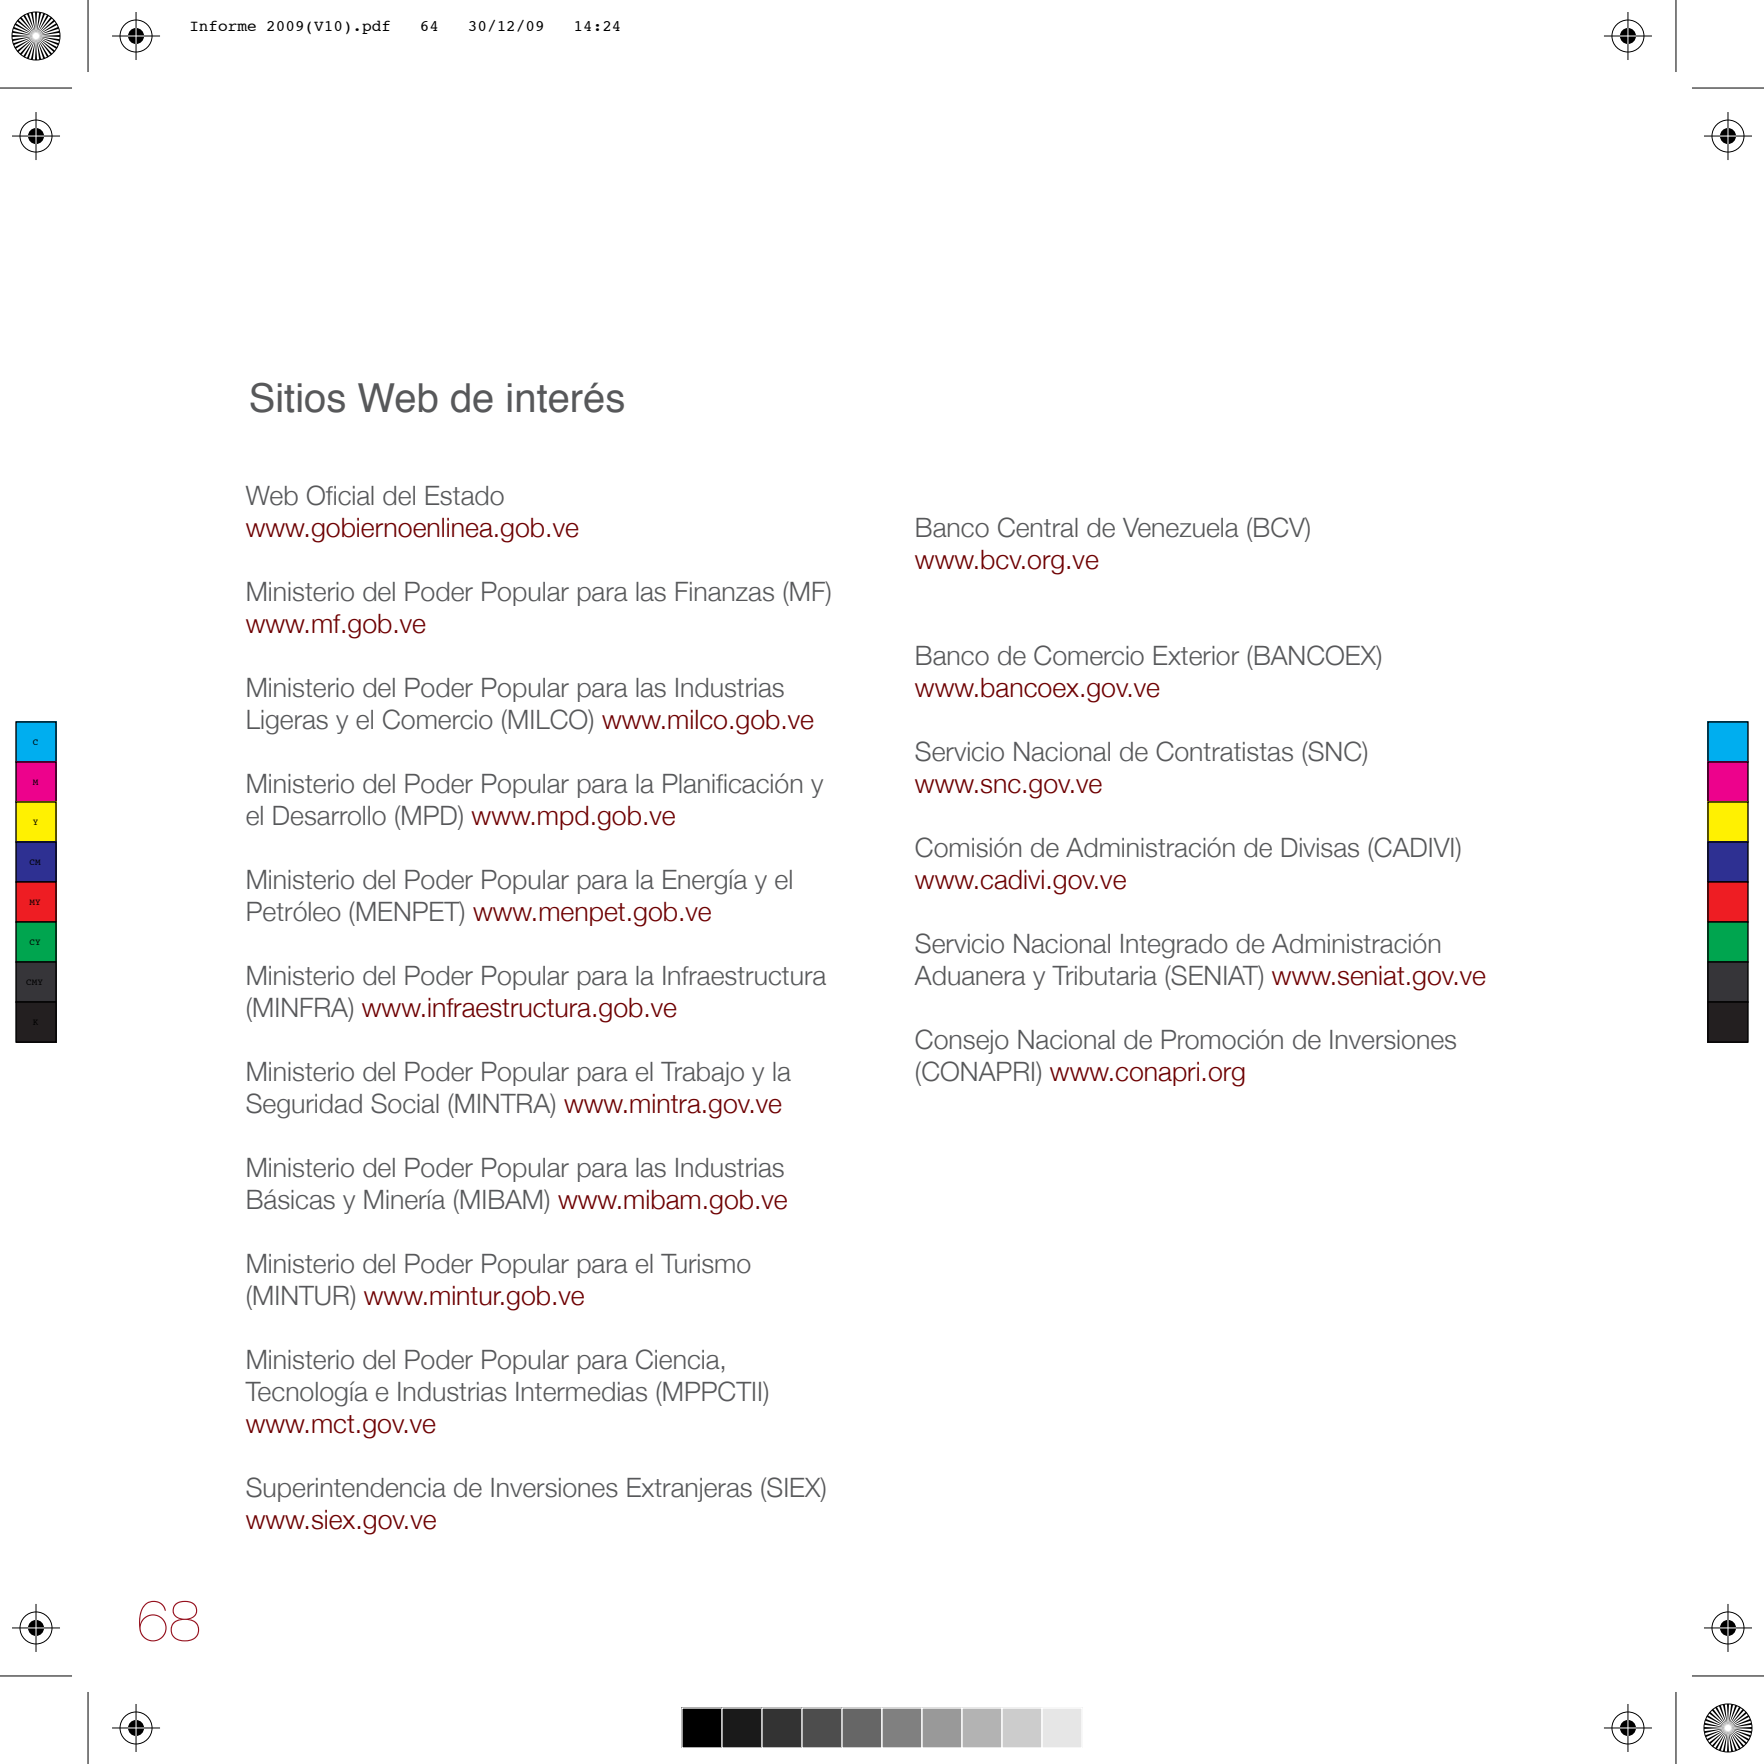 Informe 2009(V10).pdf   64   30/12/09   14:24
Sitios Web de interés
Web Oficial del Estado
www.gobiernoenlinea.gob.ve
Ministerio del Poder Popular para las Finanzas (MF)
www.mf.gob.ve
Ministerio del Poder Popular para las Industrias
Ligeras y el Comercio (MILCO) www.milco.gob.ve
Ministerio del Poder Popular para la Planificación y
el Desarrollo (MPD) www.mpd.gob.ve
Ministerio del Poder Popular para la Energía y el
Petróleo (MENPET) www.menpet.gob.ve
Ministerio del Poder Popular para la Infraestructura
(MINFRA) www.infraestructura.gob.ve
Ministerio del Poder Popular para el Trabajo y la
Seguridad Social (MINTRA) www.mintra.gov.ve
Ministerio del Poder Popular para las Industrias
Básicas y Minería (MIBAM) www.mibam.gob.ve
Ministerio del Poder Popular para el Turismo
(MINTUR) www.mintur.gob.ve
Ministerio del Poder Popular para Ciencia,
Tecnología e Industrias Intermedias (MPPCTII)
www.mct.gov.ve
Superintendencia de Inversiones Extranjeras (SIEX)
www.siex.gov.ve
Banco Central de Venezuela (BCV)
www.bcv.org.ve
Banco de Comercio Exterior (BANCOEX)
www.bancoex.gov.ve
Servicio Nacional de Contratistas (SNC)
www.snc.gov.ve
Comisión de Administración de Divisas (CADIVI)
www.cadivi.gov.ve
Servicio Nacional Integrado de Administración
Aduanera y Tributaria (SENIAT) www.seniat.gov.ve
Consejo Nacional de Promoción de Inversiones
(CONAPRI) www.conapri.org
C
M
Y
CM
MY
CY
CMY
K
68